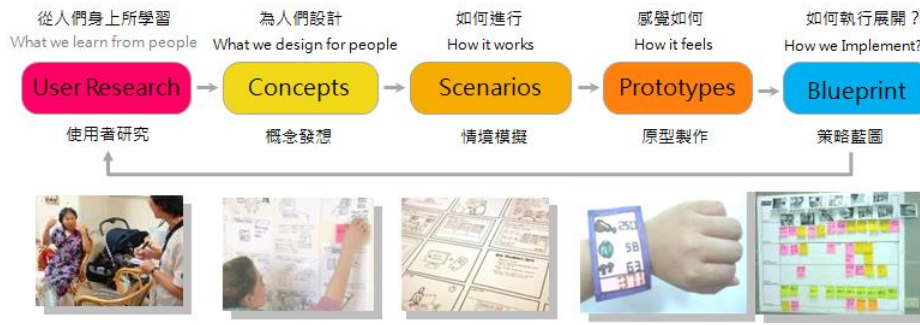 從人們身上所學習
What we learn from people
User Research
使用者研究
為人們設計
What we design for people
Concepts
概念發想
如何進行
How it works
Scenarios
情境模擬
感覺如何
How it feels
Prototypes
原型製作
如何執行展開？
How we Implement?
Blueprint
策略藍圖
250
58
63